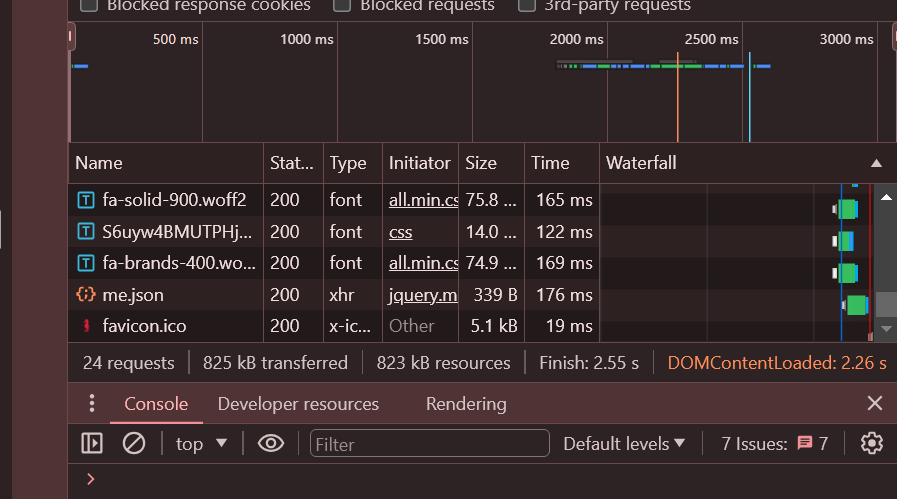 Blocked response cookies Blocked requests 3rd-party requests
500 ms 1000 ms 1500 ms 2000 ms 2500 ms 3000 ms
Name Stat... Type Initiator Size Time Waterfall
fa-solid-900.woff2 200 font all.min.cs 75.8 ... 165 ms
S6uyw4BMUTPHj... 200 font css 14.0 ... 122 ms
fa-brands-400.wo... 200 font all.min.cs 74.9 ... 169 ms
me.json 200 xhr jquery.m 339 B 176 ms
favicon.ico 200 x-ic... Other 5.1 kB 19 ms
24 requests 825 kB transferred 823 kB resources Finish: 2.55 s DOMContentLoaded: 2.26 s
Console Developer resources Rendering
top Filter Default levels 7 Issues: 7